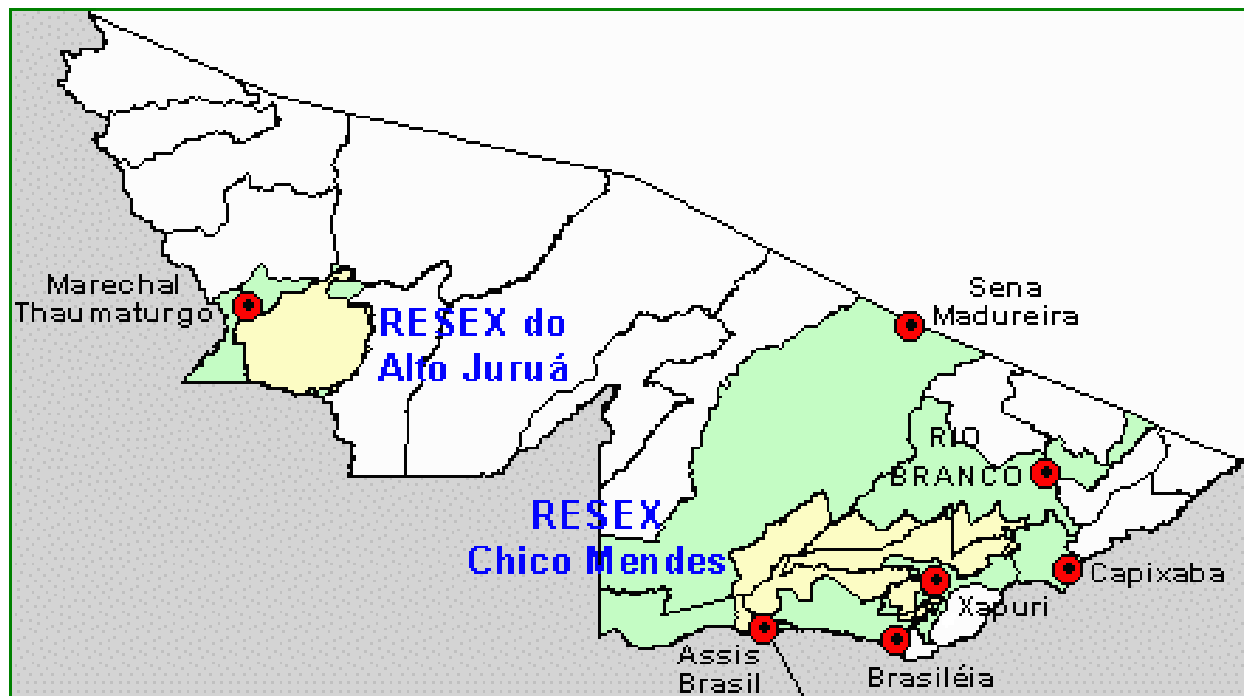 Marechal
Thaumaturgo
RESEX do
Alto Juruá
Sena
Madureira
RIO
BRANCO
RESEX
Chico Mendes
Capixaba
Xapuri
Assis
Brasil
Brasiléia